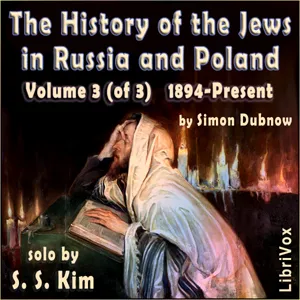 The History of the Jews
in Russia and Poland
Volume 3 (of 3) 1894-Present
by Simon Dubnow
solo by
S. S. Kim
LibriVox